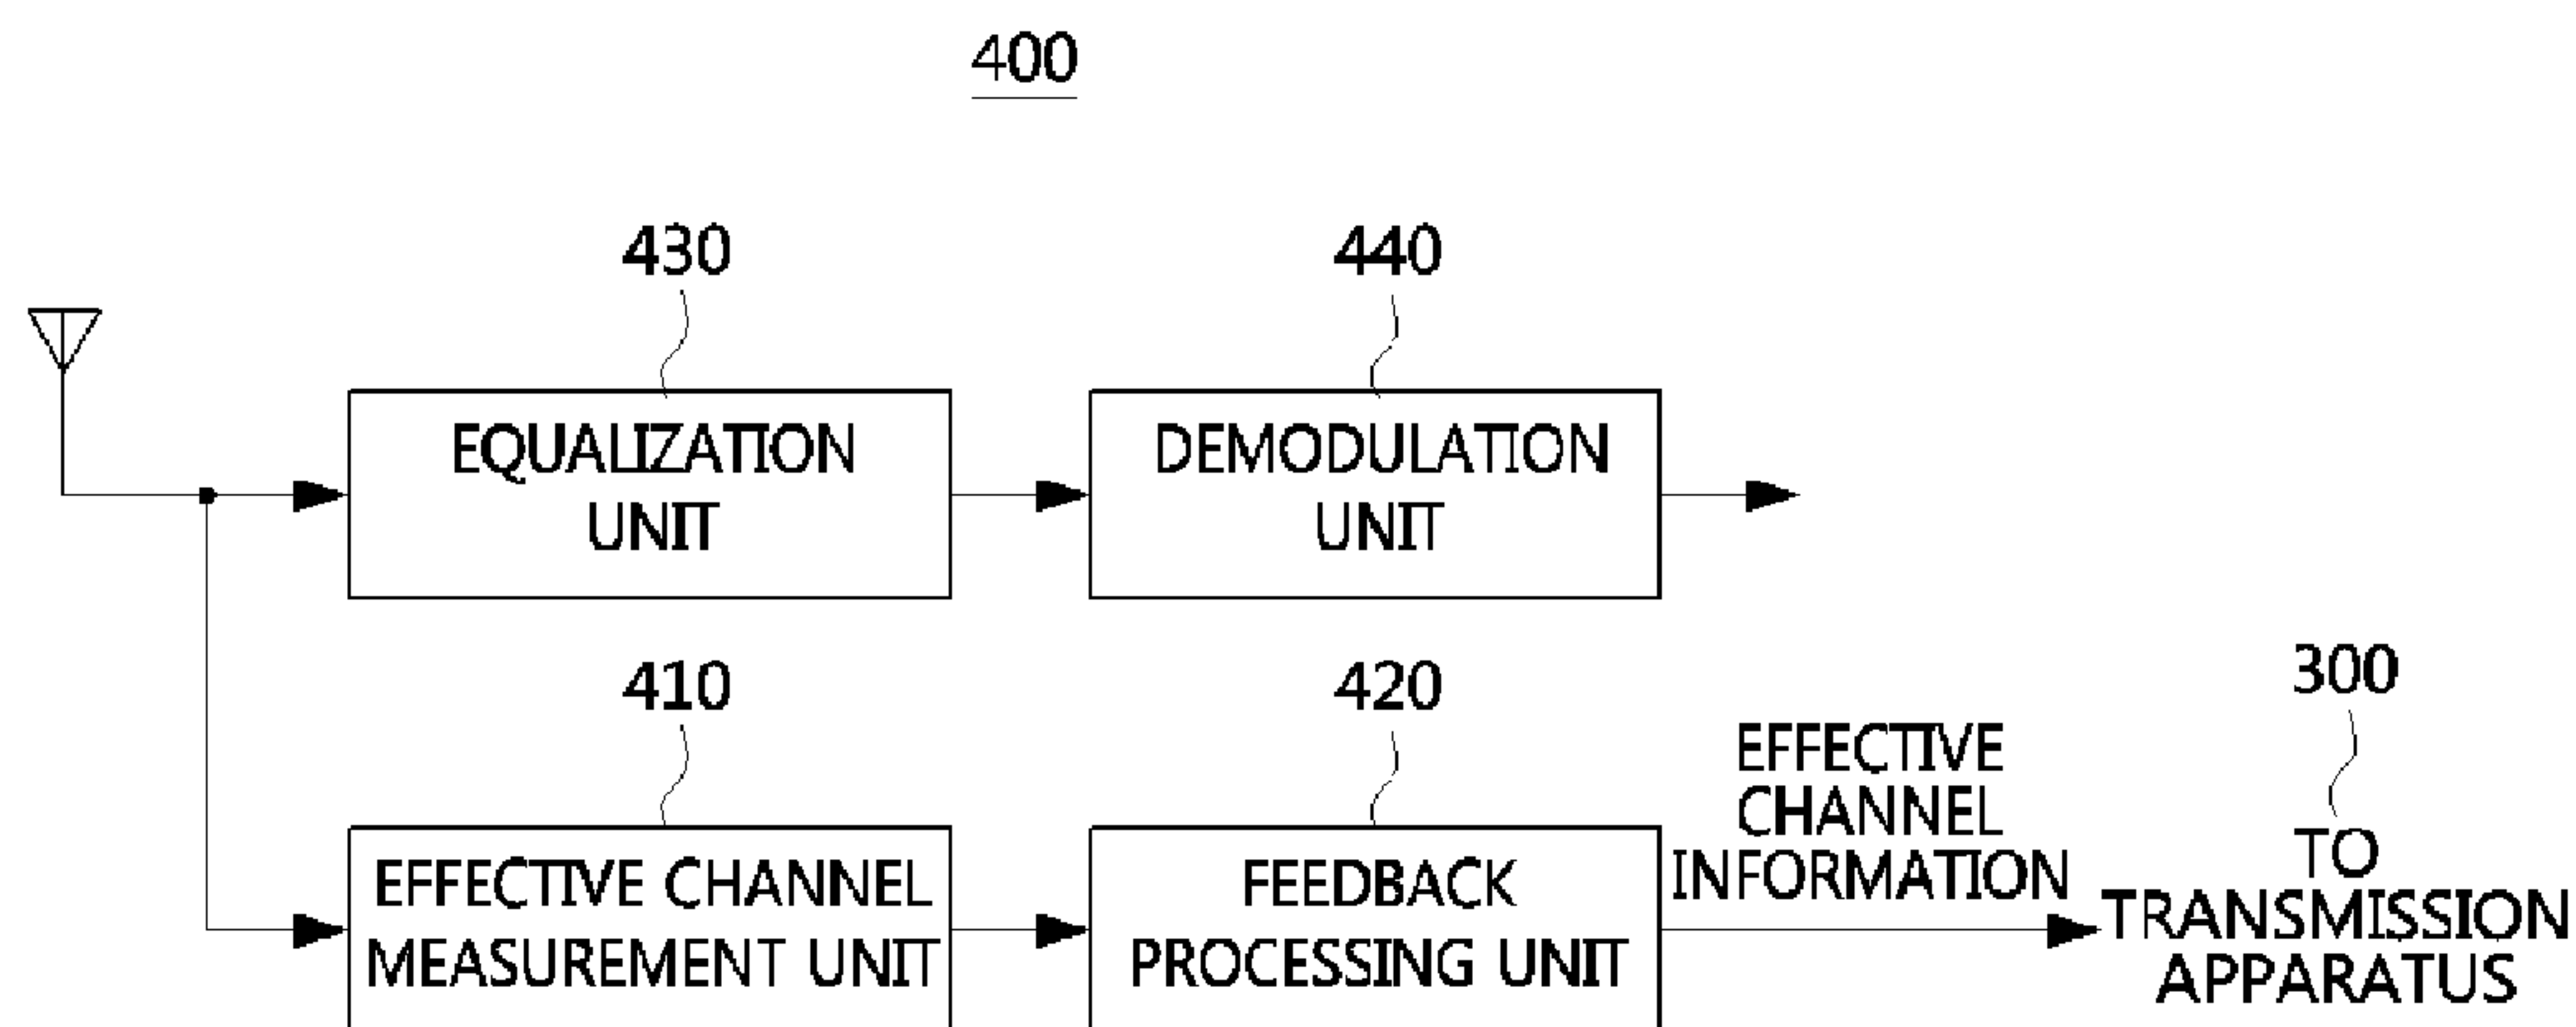 400
430
440
EQUALIZATION
UNIT
DEMODULATION
UNIT
410
420
300
EFFECTIVE
CHANNEL
INFORMATION
TO
TRANSMISSION
APPARATUS
EFFECTIVE CHANNEL
MEASUREMENT UNIT
FEEDBACK
PROCESSING UNIT